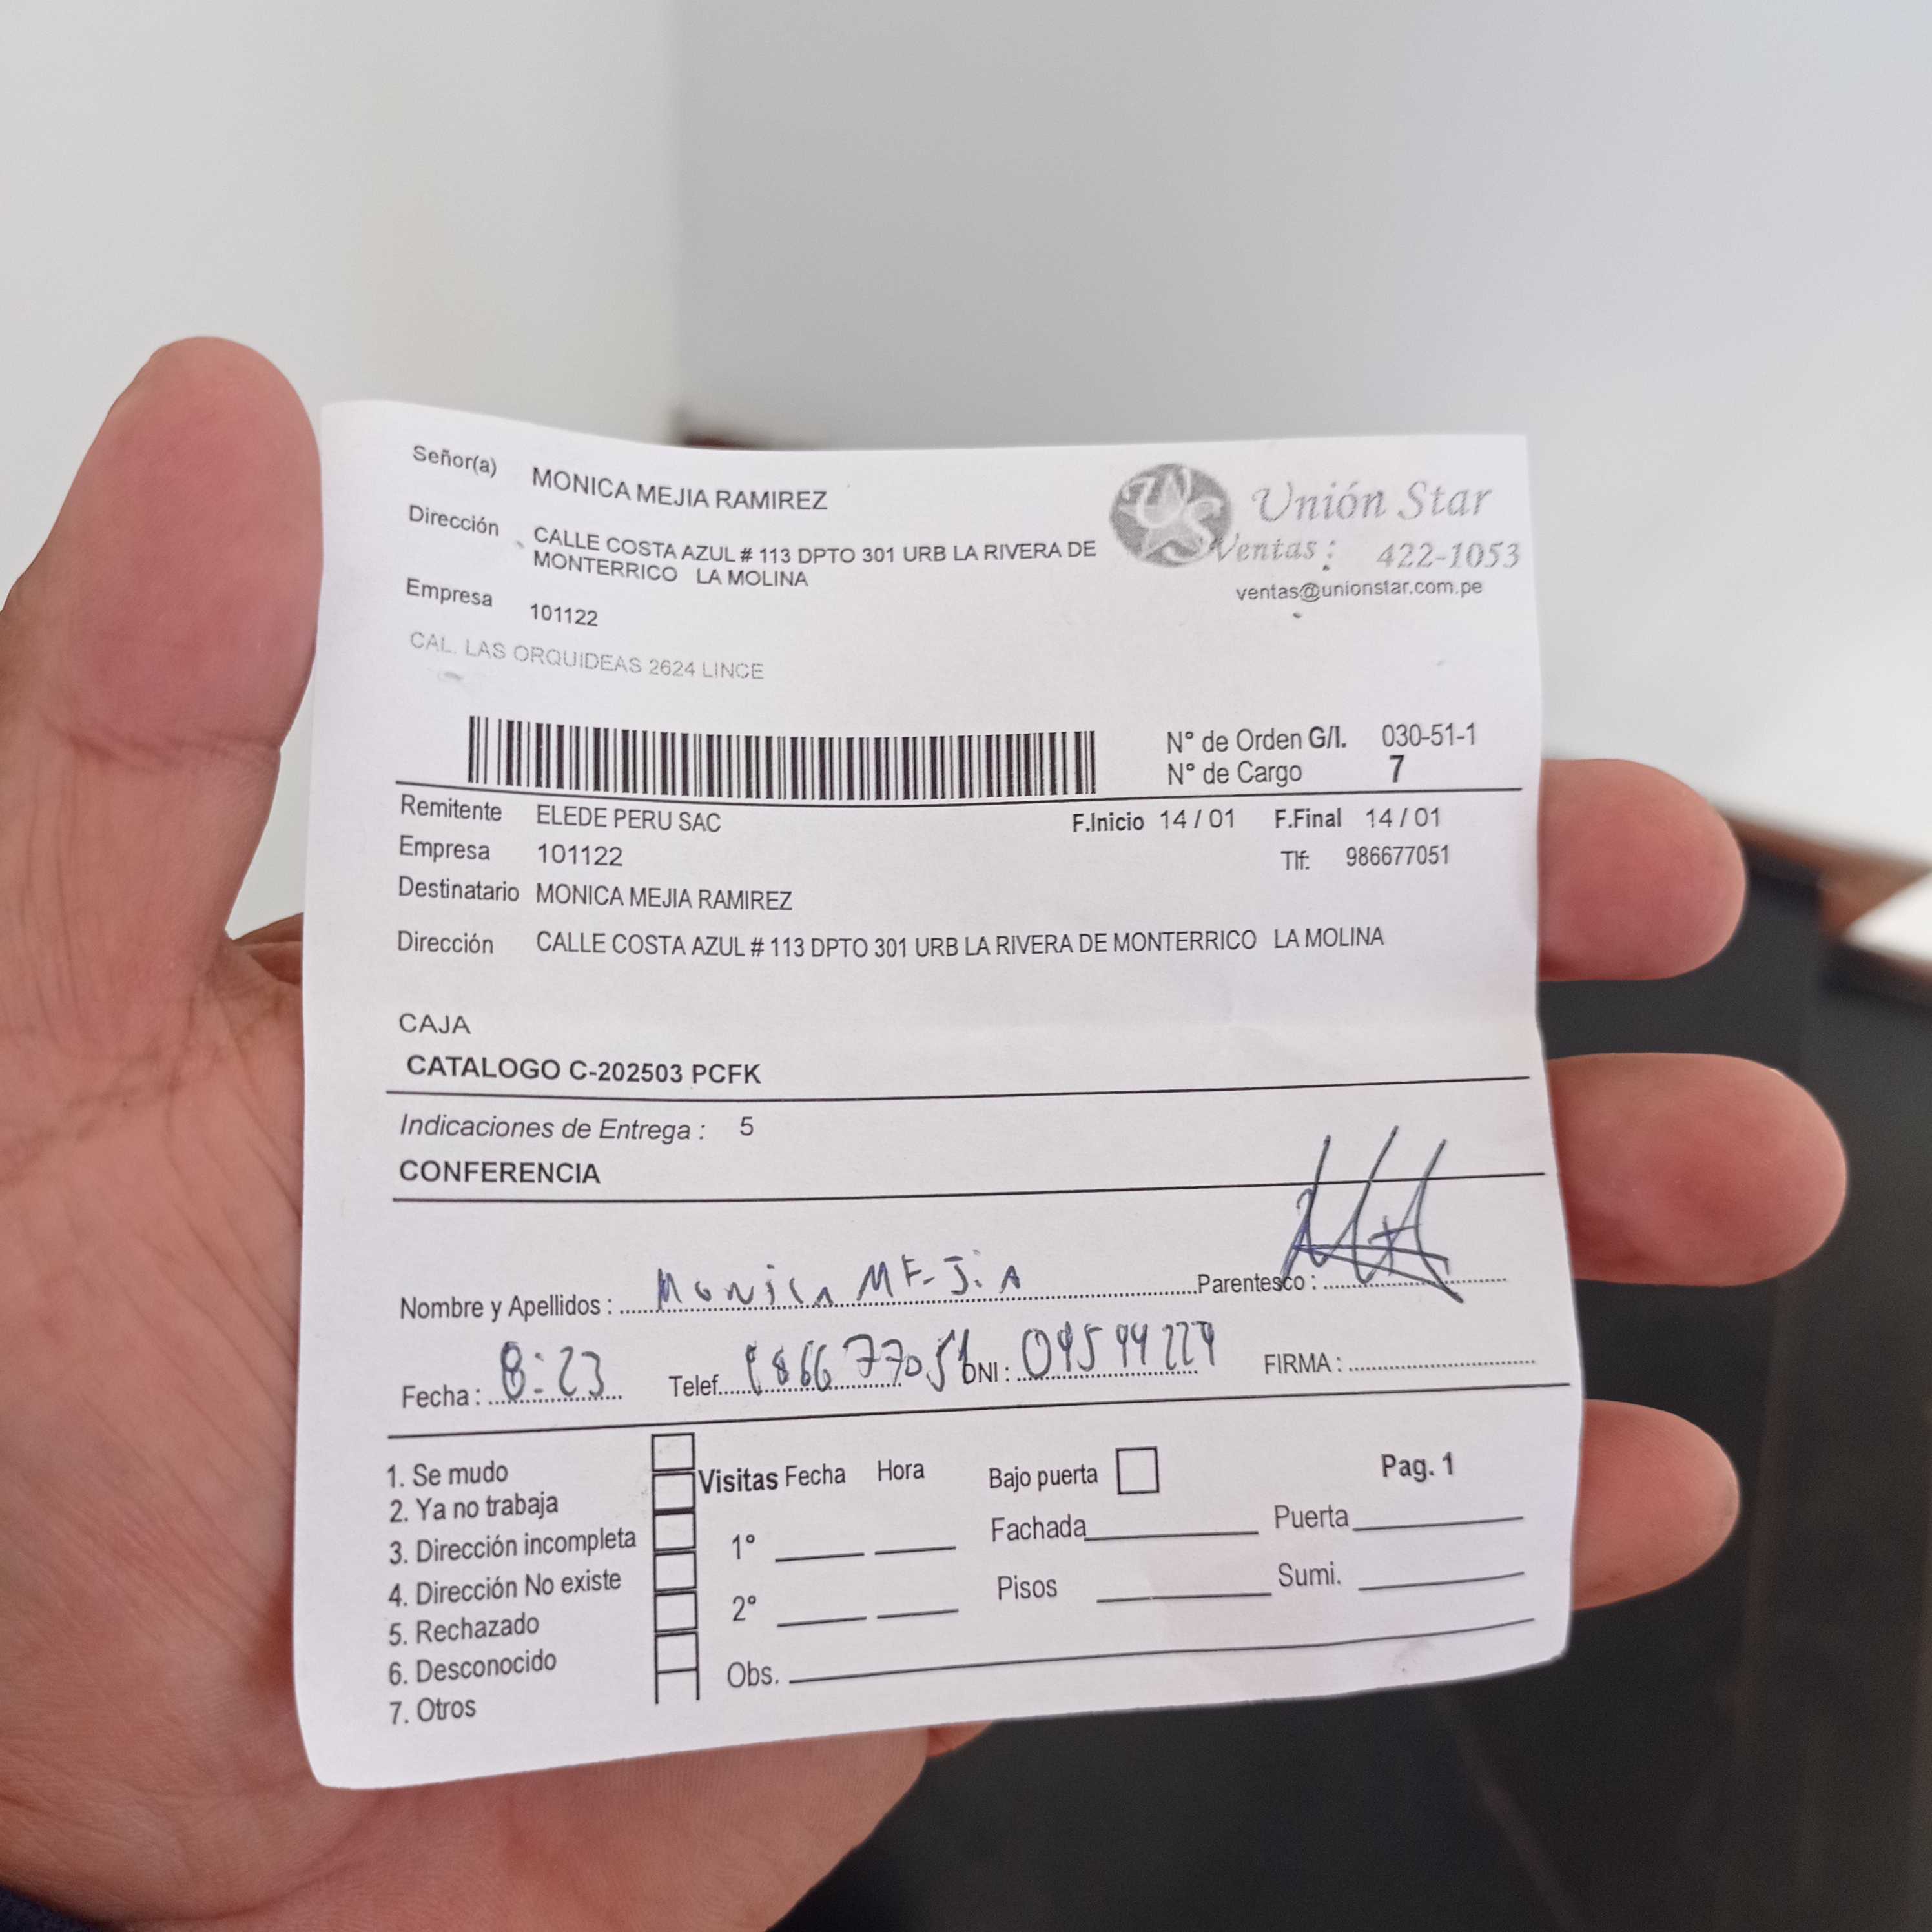 Señor(a) MONICA MEJIA RAMIREZ
Unión Star
Ventas: 422-1053
ventas@unionstar.com.pe
Dirección CALLE COSTA AZUL # 113 DPTO 301 URB LA RIVERA DE
MONTERRICO LA MOLINA
Empresa 101122
CAL. LAS ORQUIDEAS 2624 LINCE
N° de Orden G/I. 030-51-1
N° de Cargo 7
Remitente ELEDE PERU SAC F.Inicio 14 / 01 F.Final 14 / 01
Empresa 101122 Tlf: 986677051
Destinatario MONICA MEJIA RAMIREZ
Dirección CALLE COSTA AZUL # 113 DPTO 301 URB LA RIVERA DE MONTERRICO LA MOLINA
CAJA
CATALOGO C-202503 PCFK
Indicaciones de Entrega : 5
CONFERENCIA
Nombre y Apellidos : Monica MEJiA Parentesco :
Fecha : 8:23 Telef. DNI : FIRMA :
1. Se mudo
2. Ya no trabaja
3. Dirección incompleta
4. Dirección No existe
5. Rechazado
6. Desconocido
7. Otros
Visitas Fecha Hora
1°
2°
Obs.
Bajo puerta Pag. 1
Fachada Puerta
Pisos Sumi.